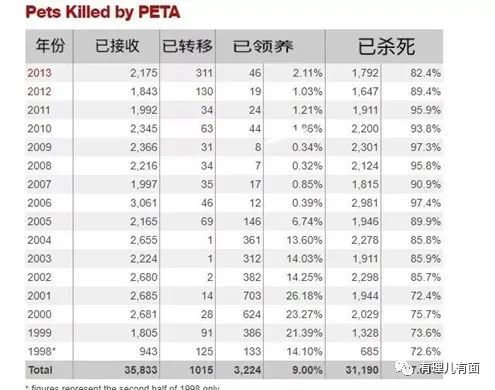 Pets Killed by PETA
年份 已接收 已转移 已领养 已杀死
2013 2,175 311 46 2.11% 1,792 82.4%
2012 1,843 130 19 1.03% 1,647 89.4%
2011 1,992 34 24 1.21% 1,911 95.9%
2010 2,345 63 44 2,200 93.8%
2009 2,366 31 8 0.34% 2,301 97.3%
2008 2,216 34 7 0.32% 2,124 95.8%
2007 1,997 35 17 0.85% 1,815 90.9%
2006 3,061 46 12 0.39% 2,981 97.4%
2005 2,165 69 146 6.74% 1,946 89.9%
2004 2,655 1 361 13.60% 2,278 85.8%
2003 2,224 1 312 14.03% 1,911 85.9%
2002 2,680 2 382 14.25% 2,298 85.7%
2001 2,685 14 703 26.18% 1,944 72.4%
2000 2,681 28 624 23.27% 2,029 75.7%
1999 1,805 91 386 21.39% 1,328 73.6%
1998* 943 125 133 14.10% 685 72.6%
Total 35,833 1015 3,224 9.00% 31,190
有理儿有面
* figures represent the second half of 1998 only